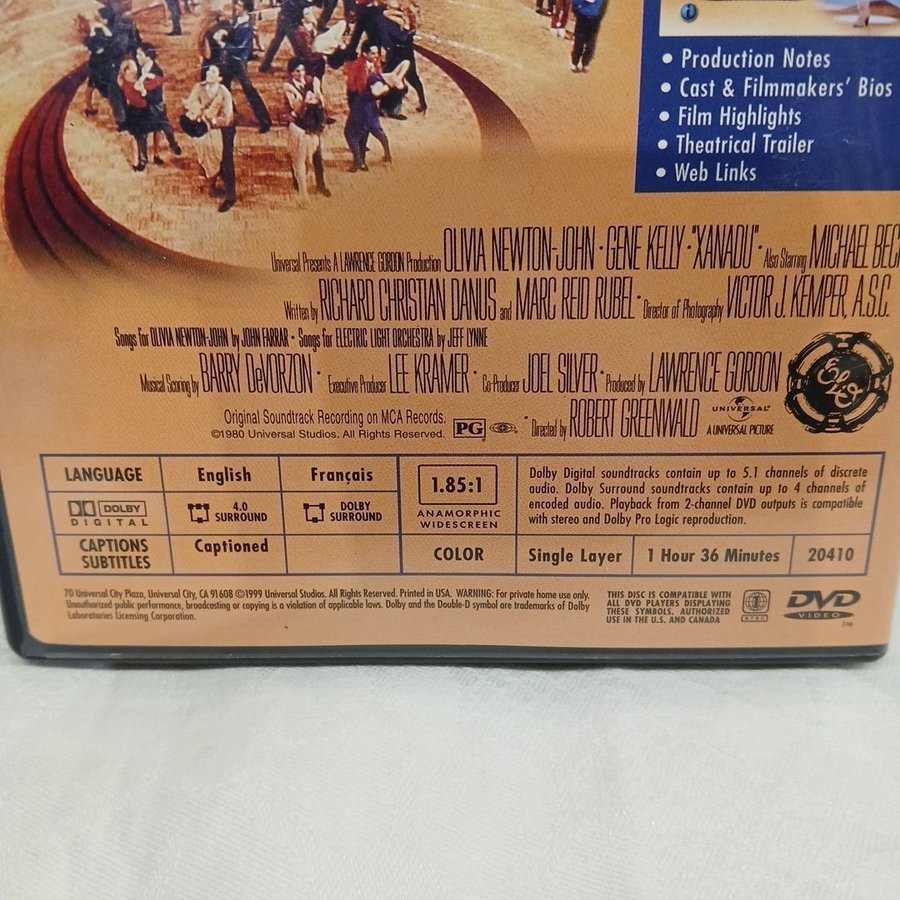 • Production Notes
• Cast & Filmmakers' Bios
• Film Highlights
• Theatrical Trailer
• Web Links
Universal Presents A LAWRENCE GORDON Production OLIVIA NEWTON-JOHN · GENE KELLY · "XANADU" · Also Starring MICHAEL BEC
Written by RICHARD CHRISTIAN DANUS and MARC REID RUBEL · Director of Photography VICTOR J. KEMPER, A.S.C.
Songs for OLIVIA NEWTON-JOHN by JOHN FARRAR · Songs for ELECTRIC LIGHT ORCHESTRA by JEFF LYNNE
Musical Scoring by BARRY DeVORZON · Executive Producer LEE KRAMER · Co-Producer JOEL SILVER · Produced by LAWRENCE GORDON
Original Soundtrack Recording on MCA Records.
©1980 Universal Studios. All Rights Reserved. PG · Directed by ROBERT GREENWALD
UNIVERSAL
A UNIVERSAL PICTURE
LANGUAGE English Français
DOLBY DIGITAL 4.0 SURROUND DOLBY SURROUND
CAPTIONS SUBTITLES Captioned
1.85:1
ANAMORPHIC
WIDESCREEN
COLOR
Dolby Digital soundtracks contain up to 5.1 channels of discrete
audio. Dolby Surround soundtracks contain up to 4 channels of
encoded audio. Playback from 2-channel DVD outputs is compatible
with stereo and Dolby Pro Logic reproduction.
Single Layer 1 Hour 36 Minutes 20410
70 Universal City Plaza, Universal City, CA 91608 ©1999 Universal Studios. All Rights Reserved. Printed in USA. WARNING: For private home use only.
Unauthorized public performance, broadcasting or copying is a violation of applicable laws. Dolby and the Double-D symbol are trademarks of Dolby
Laboratories Licensing Corporation.
THIS DISC IS COMPATIBLE WITH
ALL DVD PLAYERS DISPLAYING
THESE SYMBOLS. AUTHORIZED
USE IN THE U.S. AND CANADA
1
NTSC
DVD
VIDEO
TM